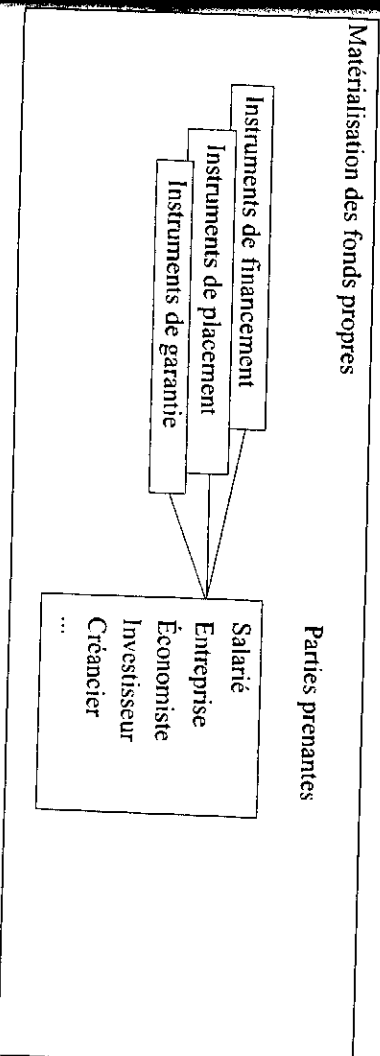 Matérialisation des fonds propres
Instruments de financement
Instruments de placement
Instruments de garantie
Parties prenantes
Salarié
Entreprise
Économiste
Investisseur
Créancier
...